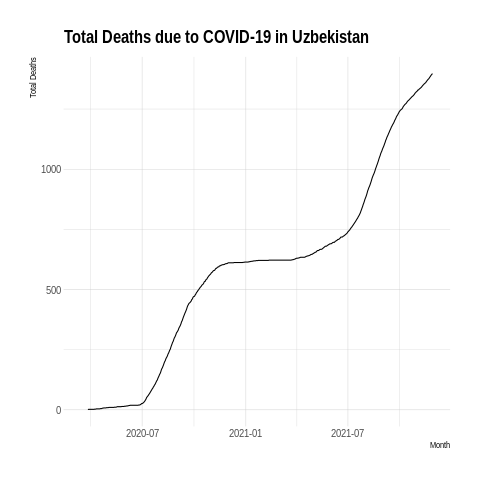 Total Deaths due to COVID-19 in Uzbekistan
Total Deaths
1000
500
0
2020-07 2021-01 2021-07
Month